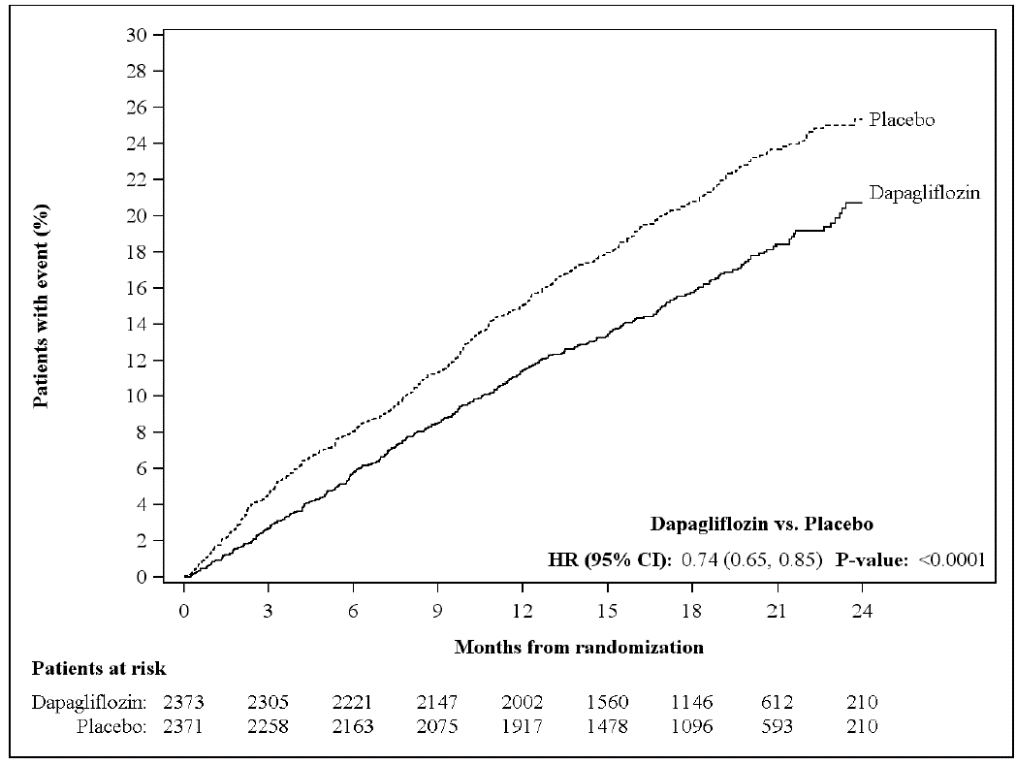 30
28
26
24
22
20
18
16
14
12
10
8
6
4
2
0
Patients with event (%)
Placebo
Dapagliflozin
Dapagliflozin vs. Placebo
HR (95% CI): 0.74 (0.65, 0.85) P-value: <0.0001
0 3 6 9 12 15 18 21 24
Months from randomization
Patients at risk
Dapagliflozin: 2373 2305 2221 2147 2002 1560 1146 612 210
Placebo: 2371 2258 2163 2075 1917 1478 1096 593 210